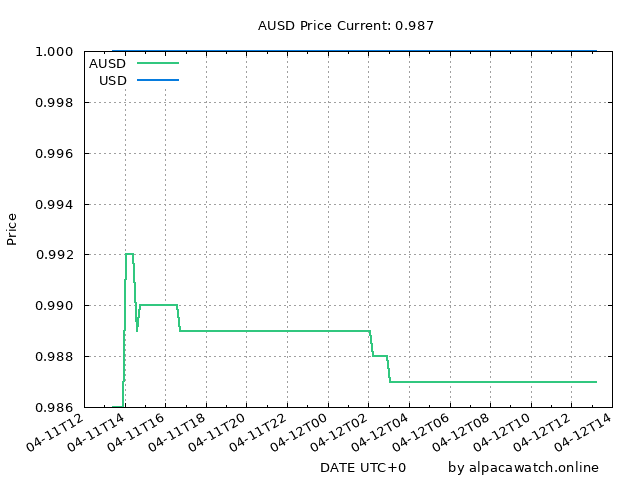 AUSD Price Current: 0.987
1.000
AUSD
USD
0.998
0.996
0.994
Price
0.992
0.990
0.988
0.986
04-11T12
04-11T14
04-11T16
04-11T18
04-11T20
04-11T22
04-12T00
04-12T02
04-12T04
04-12T06
04-12T08
04-12T10
04-12T12
04-12T14
DATE UTC+0 by alpacawatch.online